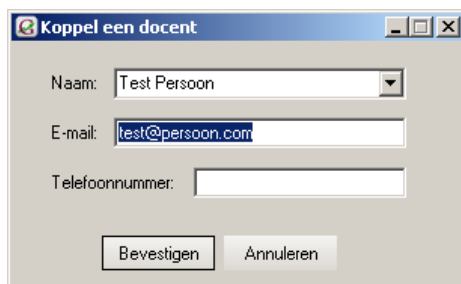 Koppel een docent
Naam: Test Persoon
E-mail: test@persoon.com
Telefoonnummer:
Bevestigen Annuleren